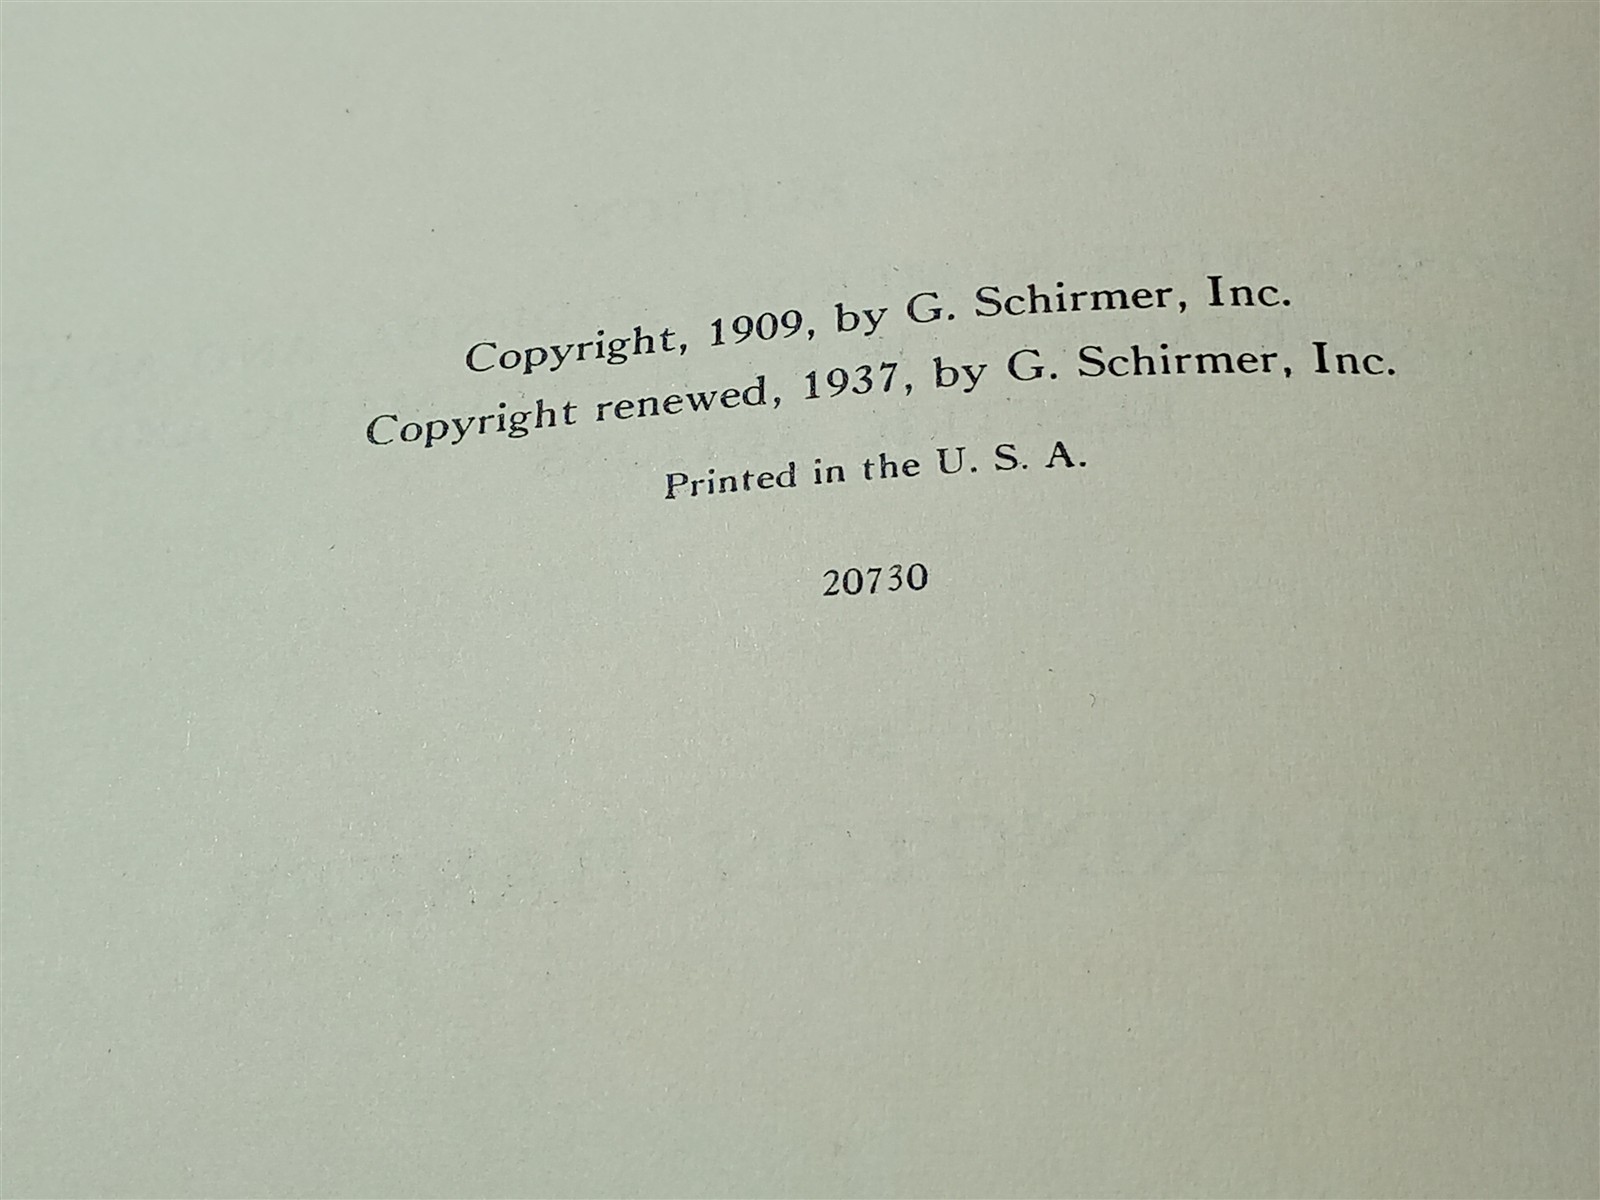 Copyright, 1909, by G. Schirmer, Inc.
Copyright renewed, 1937, by G. Schirmer, Inc.
Printed in the U. S. A.
20730